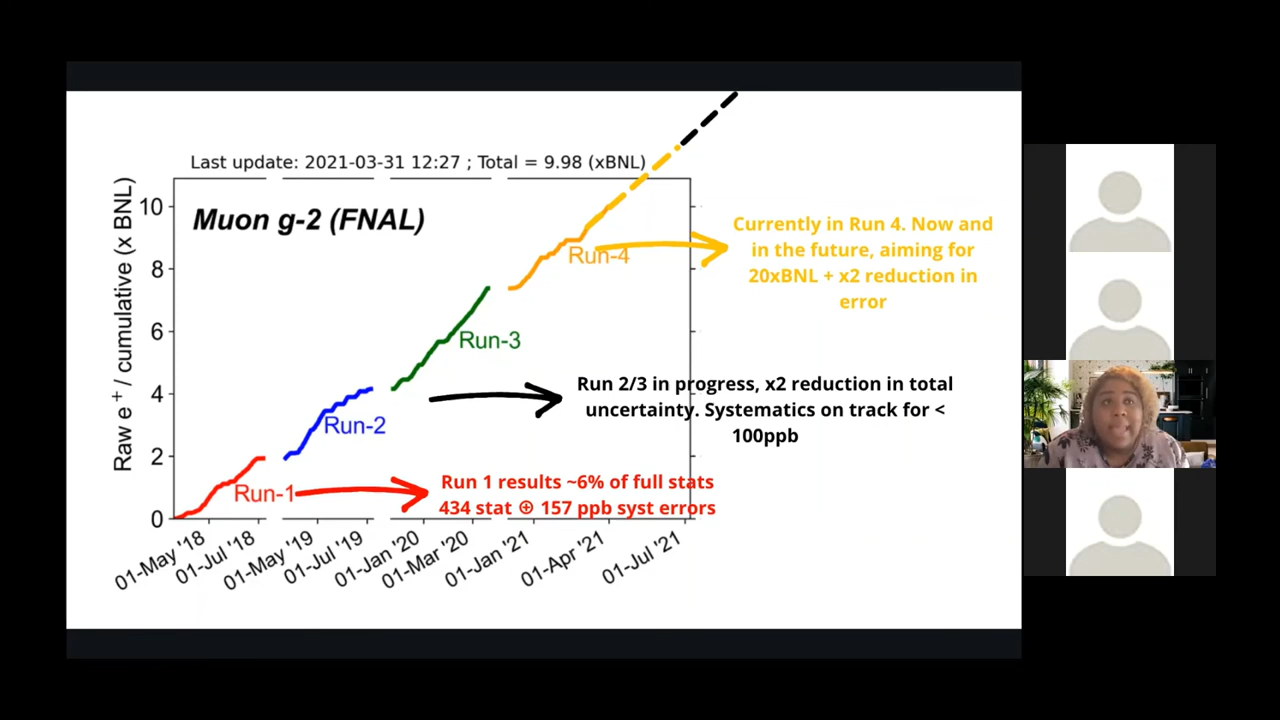 Last update: 2021-03-31 12:27 ; Total = 9.98 (xBNL)
Raw e+ / cumulative (x BNL)
10
8
6
4
2
0
Muon g-2 (FNAL)
Run-4
Run-3
Run-2
Run-1
Currently in Run 4. Now and
in the future, aiming for
20xBNL + x2 reduction in
error
Run 2/3 in progress, x2 reduction in total
uncertainty. Systematics on track for <
100ppb
Run 1 results ~6% of full stats
434 stat ⊕ 157 ppb syst errors
01-May '18
01-Jul '18
01-May '19
01-Jul '19
01-Jan '20
01-Mar '20
01-Jan '21
01-Apr '21
01-Jul '21